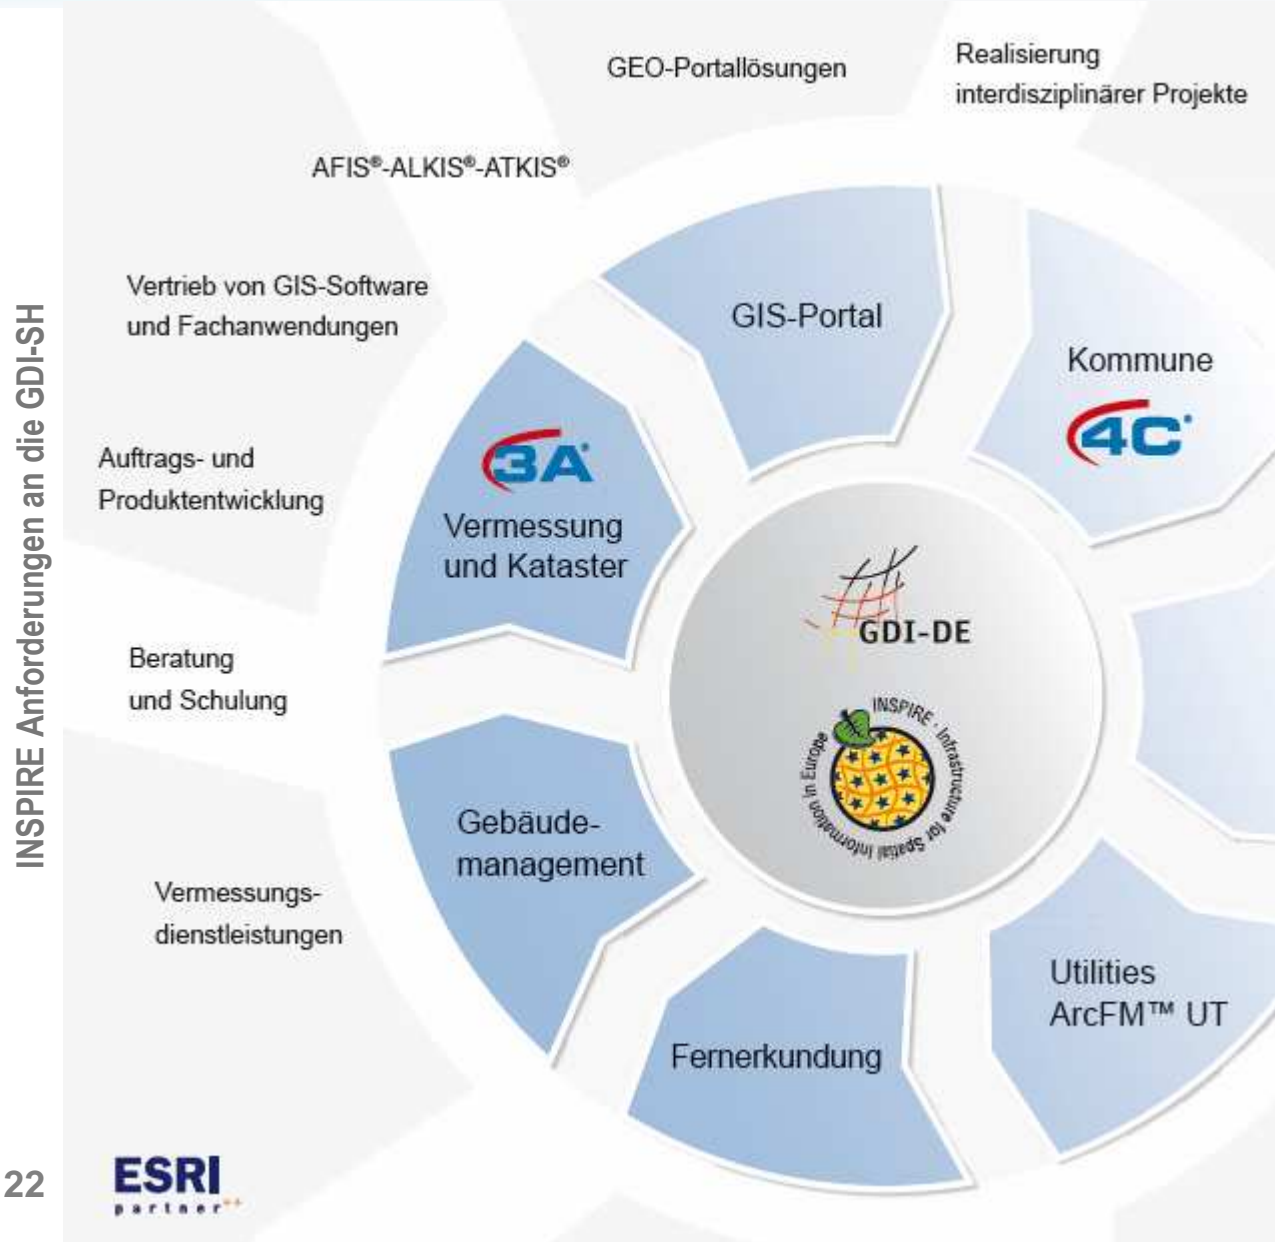 GEO-Portallösungen
Realisierung
interdisziplinärer Projekte
AFIS®-ALKIS®-ATKIS®
Vertrieb von GIS-Software
und Fachanwendungen
Auftrags- und
Produktentwicklung
Beratung
und Schulung
Vermessungs-
dienstleistungen
GIS-Portal
Kommune
4C®
3A®
Vermessung
und Kataster
GDI-DE
INSPIRE · Infrastructure for Spatial Information in Europe
Gebäude-
management
Utilities
ArcFM™ UT
Fernerkundung
INSPIRE Anforderungen an die GDI-SH
22
ESRI
partner++